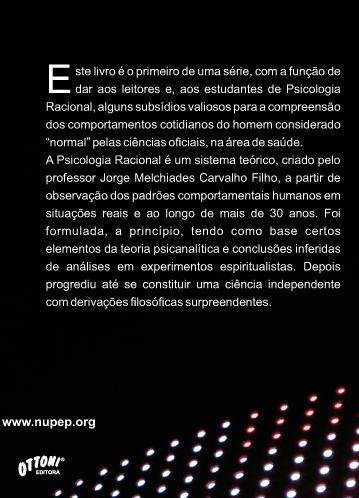 Este livro é o primeiro de uma série, com a função de
dar aos leitores e, aos estudantes de Psicologia
Racional, alguns subsídios valiosos para a compreensão
dos comportamentos cotidianos do homem considerado
“normal” pelas ciências oficiais, na área de saúde.
A Psicologia Racional é um sistema teórico, criado pelo
professor Jorge Melchiades Carvalho Filho, a partir de
observação dos padrões comportamentais humanos em
situações reais e ao longo de mais de 30 anos. Foi
formulada, a princípio, tendo como base certos
elementos da teoria psicanalítica e conclusões inferidas
de análises em experimentos espiritualistas. Depois
progrediu até se constituir uma ciência independente
com derivações filosóficas surpreendentes.
www.nupep.org
OTTONI®
EDITORA